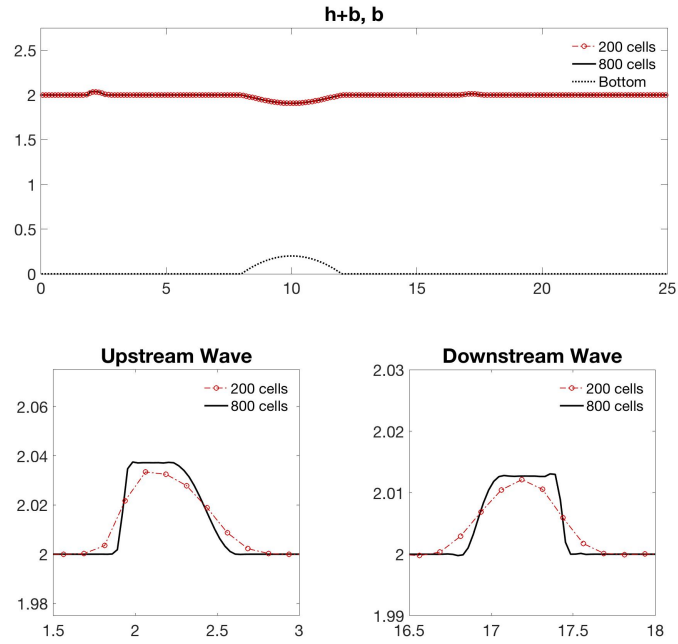 h+b, b
2.5
2
1.5
1
0.5
0
200 cells
800 cells
Bottom
0 5 10 15 20 25
Upstream Wave
2.06
2.04
2.02
2
1.98
200 cells
800 cells
1.5 2 2.5 3
Downstream Wave
2.03
2.02
2.01
2
1.99
200 cells
800 cells
16.5 17 17.5 18